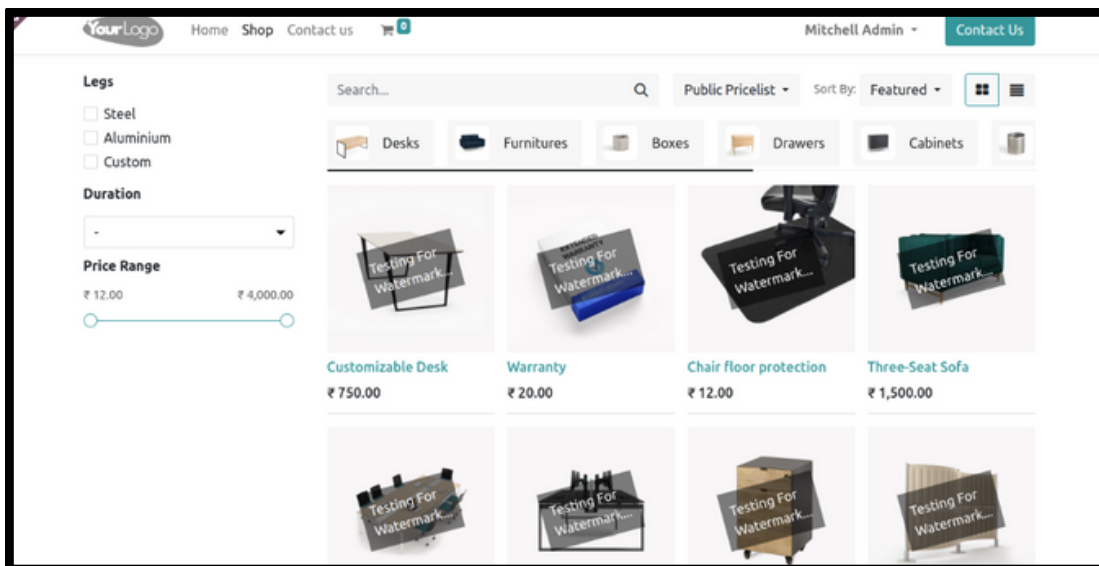 YourLogo Home Shop Contact us 0 Mitchell Admin Contact Us
Legs
Steel
Aluminium
Custom
Duration
-
Price Range
₹ 12.00 ₹ 4,000.00
Search... Public Pricelist Sort By: Featured
Desks Furnitures Boxes Drawers Cabinets
Testing For
Watermark...
EXTENDED
WARRANTY
Testing For
Watermark...
Testing For
Watermark...
Testing For
Watermark...
Customizable Desk Warranty Chair floor protection Three-Seat Sofa
₹ 750.00 ₹ 20.00 ₹ 12.00 ₹ 1,500.00
Testing For
Watermark...
Testing For
Watermark...
Testing For
Watermark...
Testing For
Watermark...